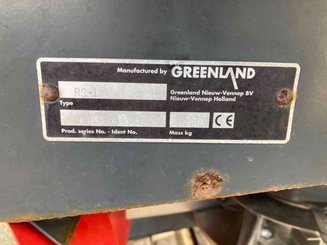 Manufactured by GREENLAND
Greenland Nieuw-Vennep BV
Nieuw-Vennep Holland
Type
CE
Prod. series No. - Ident No.
Mass kg